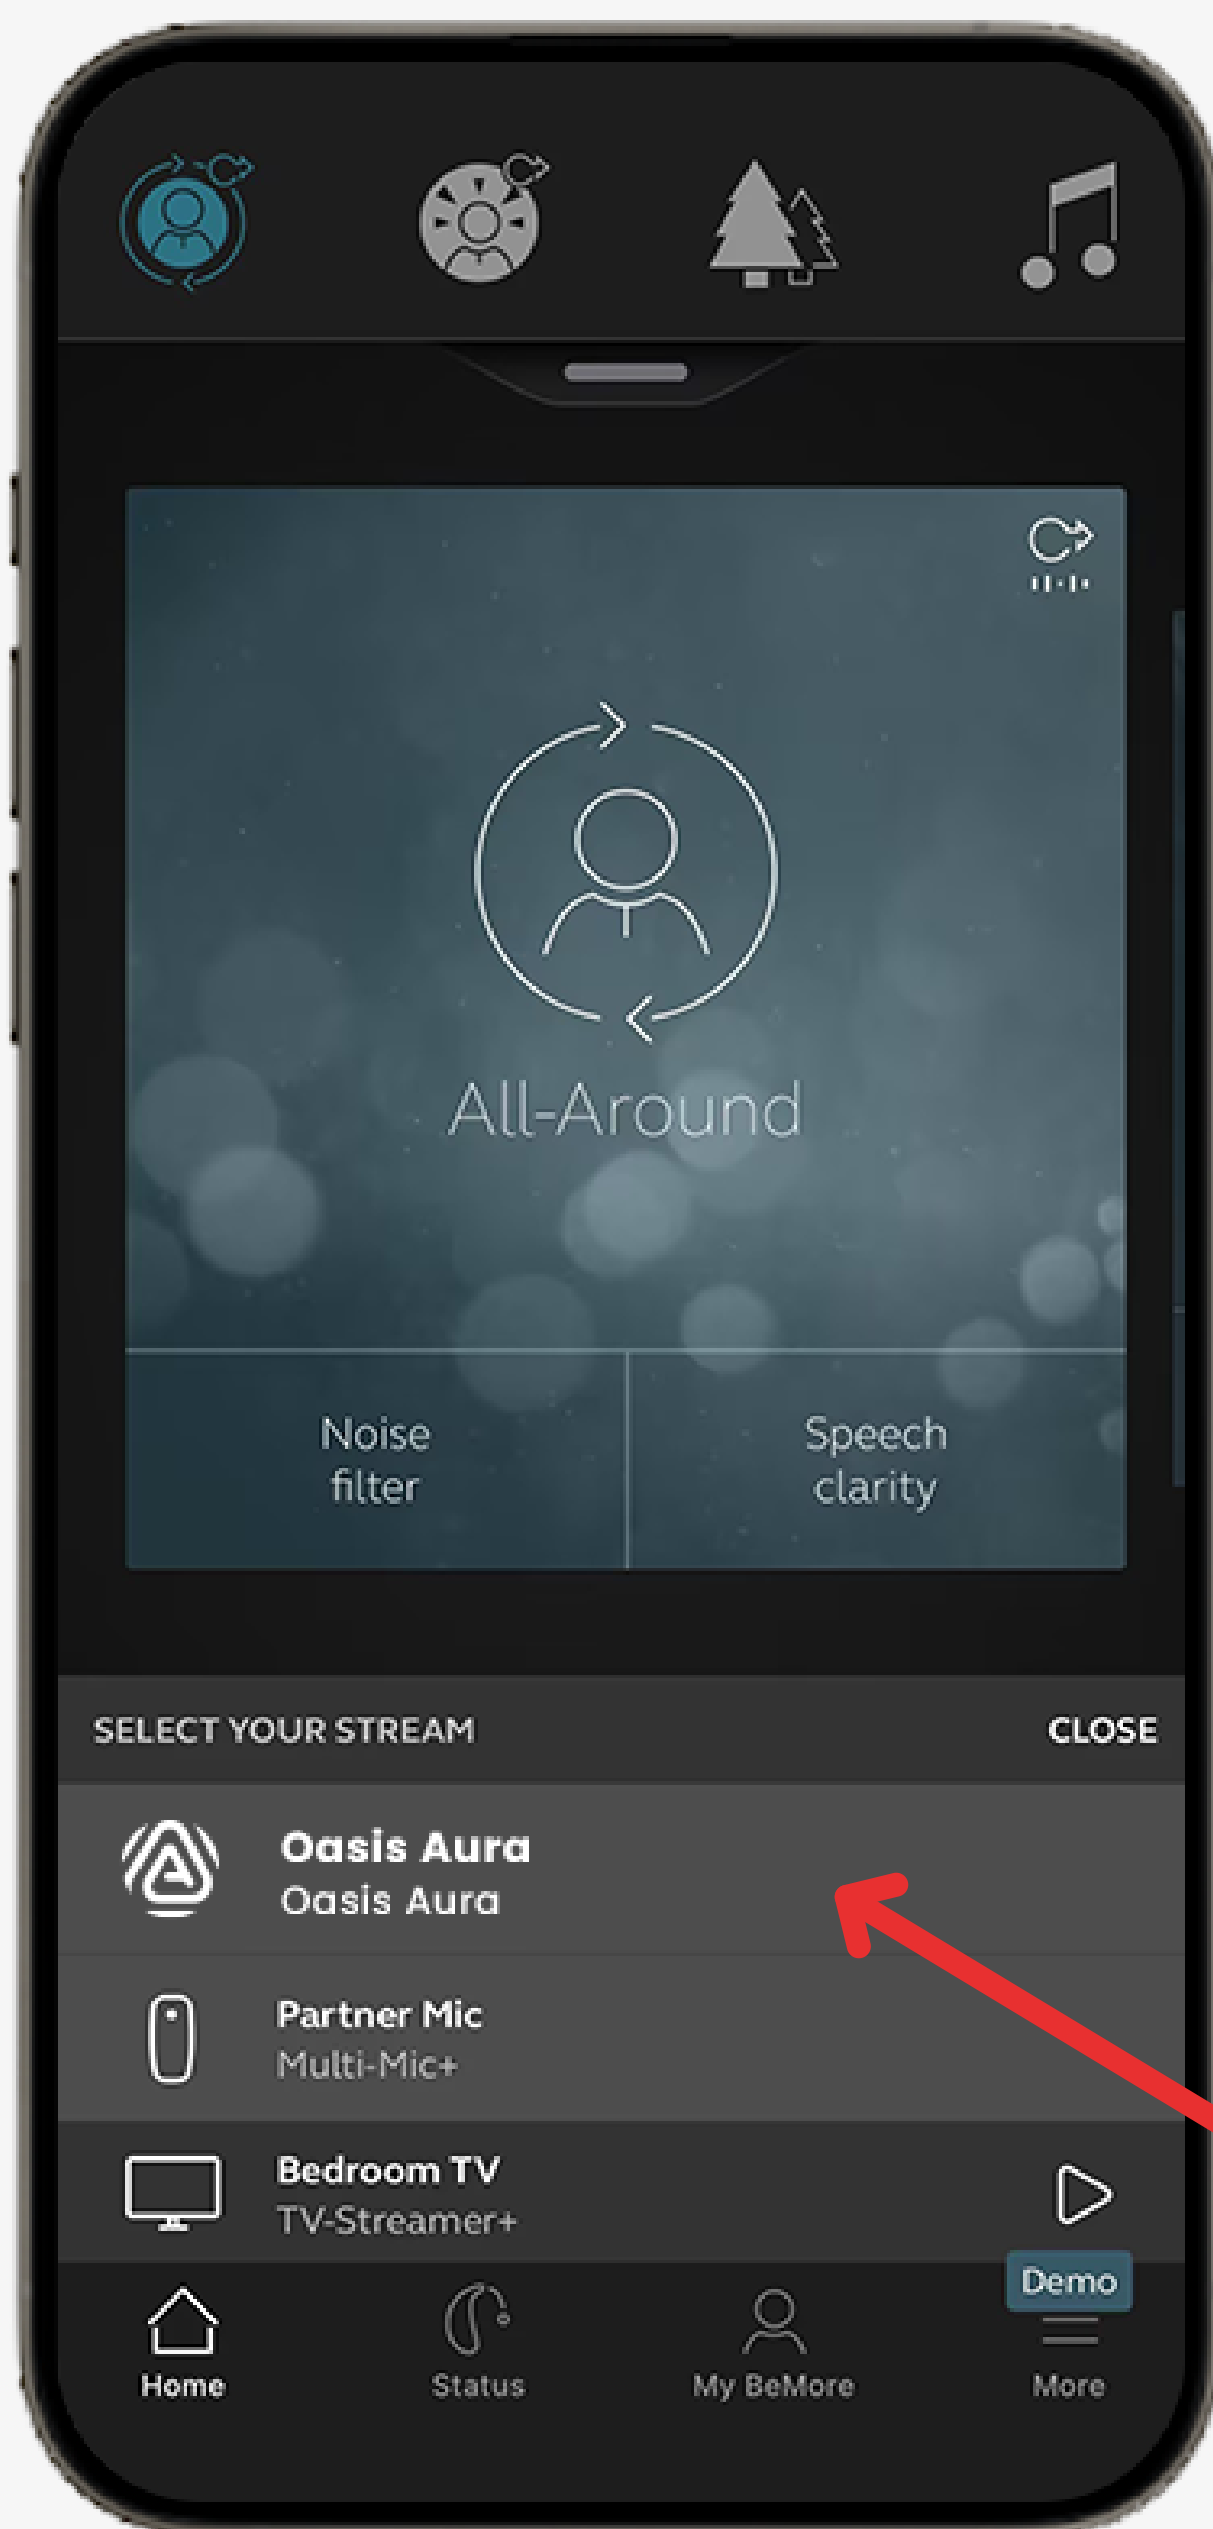 All-Around
Noise
filter
Speech
clarity
SELECT YOUR STREAM
CLOSE
Oasis Aura
Oasis Aura
Partner Mic
Multi-Mic+
Bedroom TV
TV-Streamer+
Demo
Home
Status
My BeMore
More